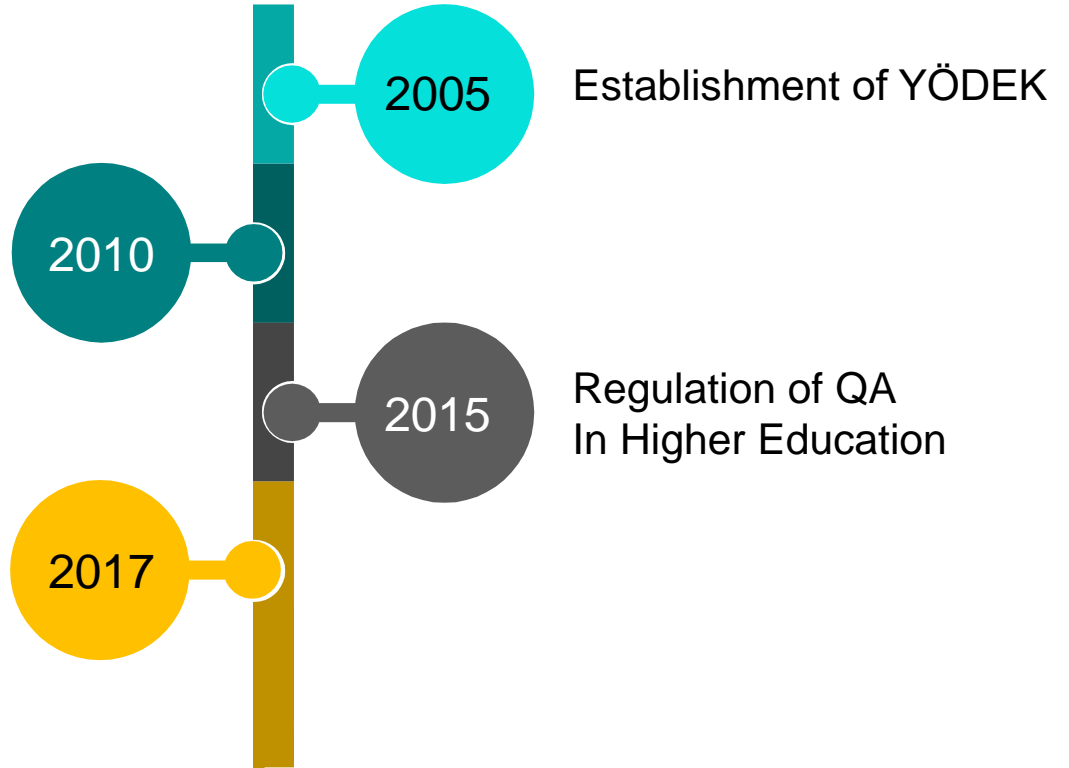 2005
Establishment of YÖDEK
2010
2015
Regulation of QA
In Higher Education
2017